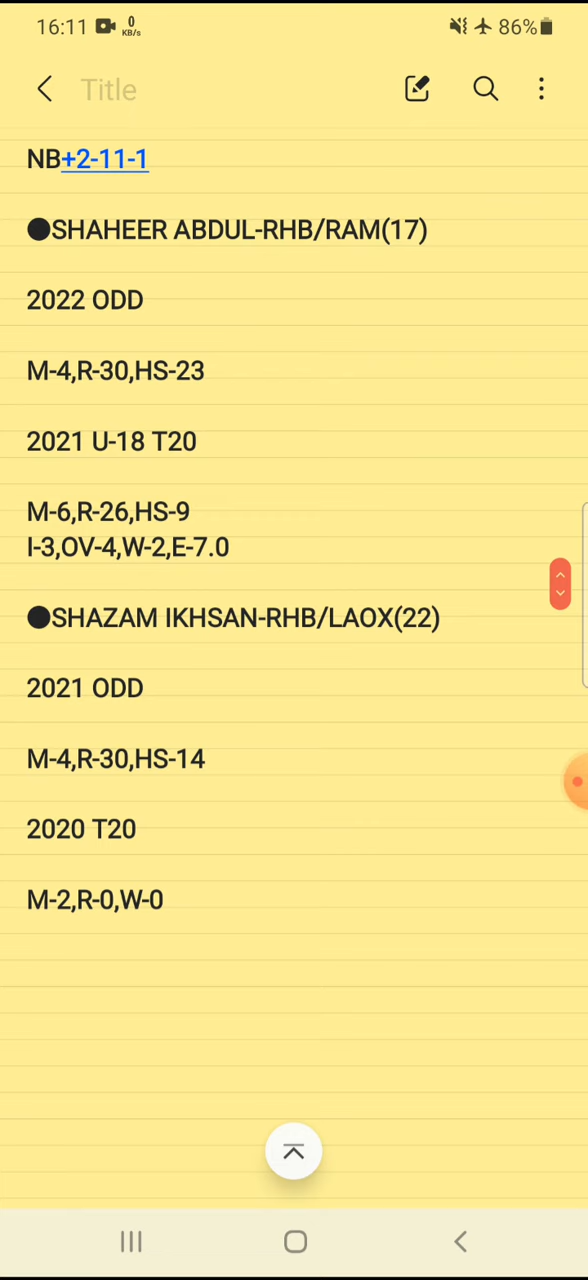 16:11 0 KB/s 86%
Title
NB+2-11-1
●SHAHEER ABDUL-RHB/RAM(17)
2022 ODD
M-4,R-30,HS-23
2021 U-18 T20
M-6,R-26,HS-9
I-3,OV-4,W-2,E-7.0
●SHAZAM IKHSAN-RHB/LAOX(22)
2021 ODD
M-4,R-30,HS-14
2020 T20
M-2,R-0,W-0